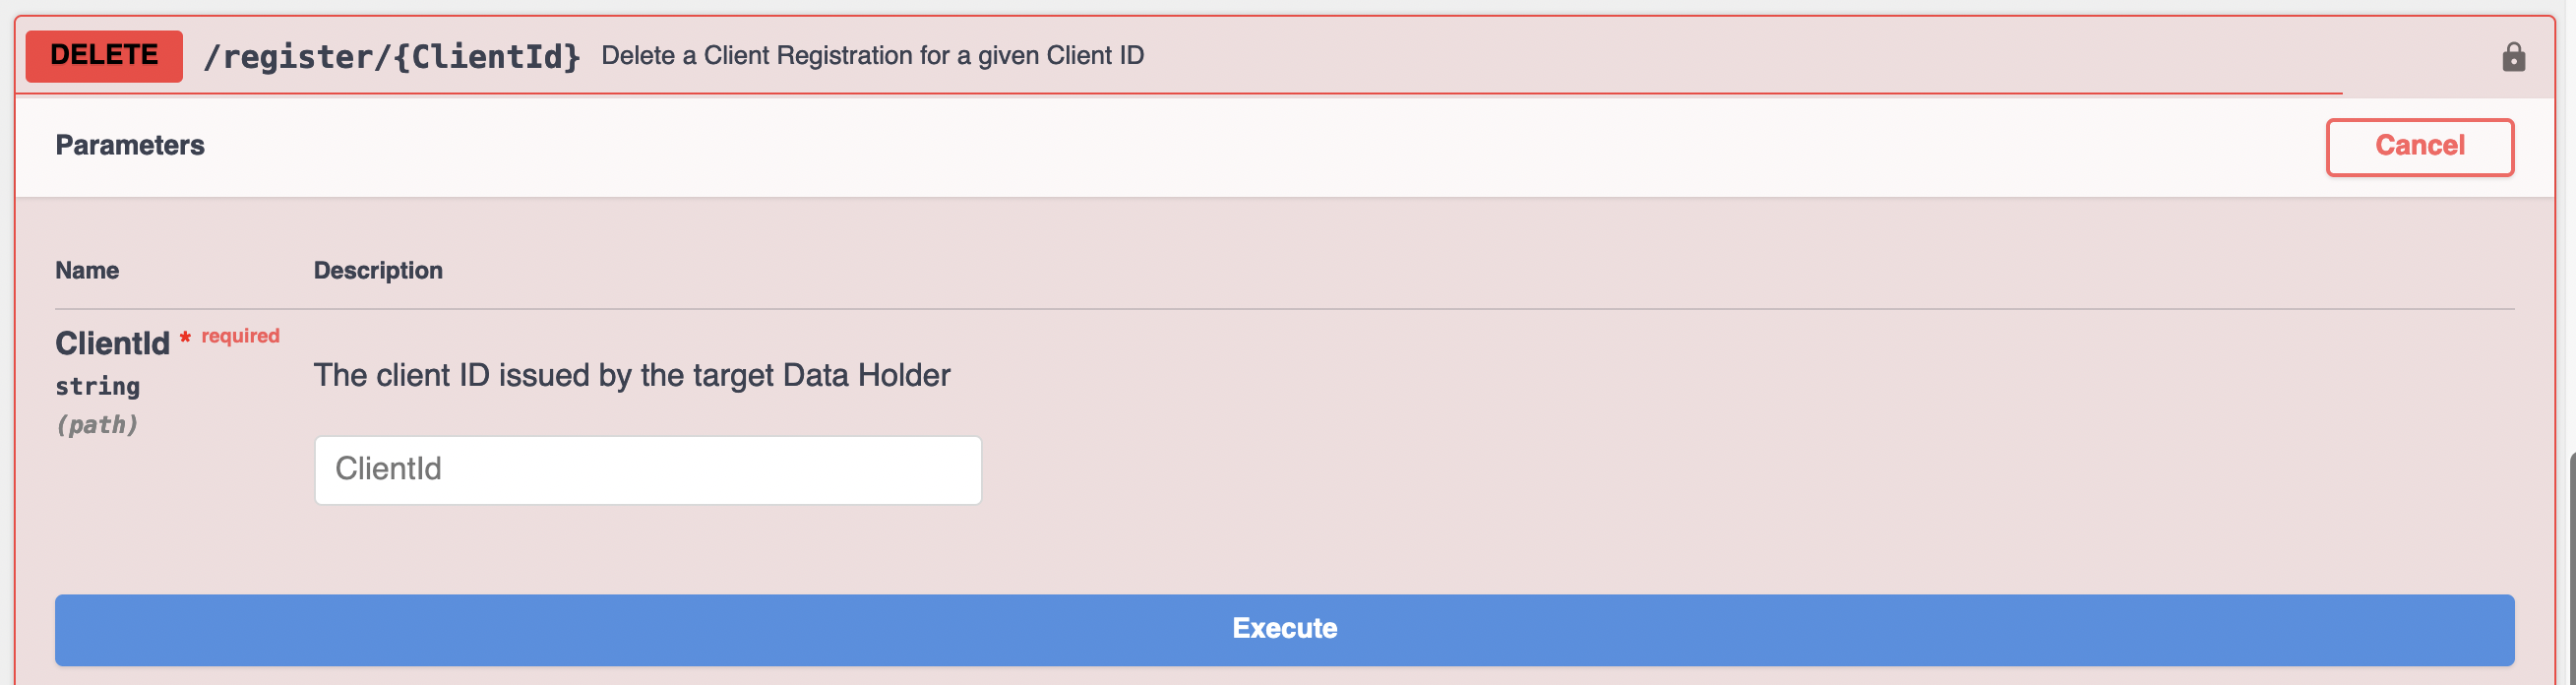 DELETE /register/{ClientId} Delete a Client Registration for a given Client ID
Parameters Cancel
Name Description
ClientId * required
The client ID issued by the target Data Holder
string
(path)
ClientId
Execute